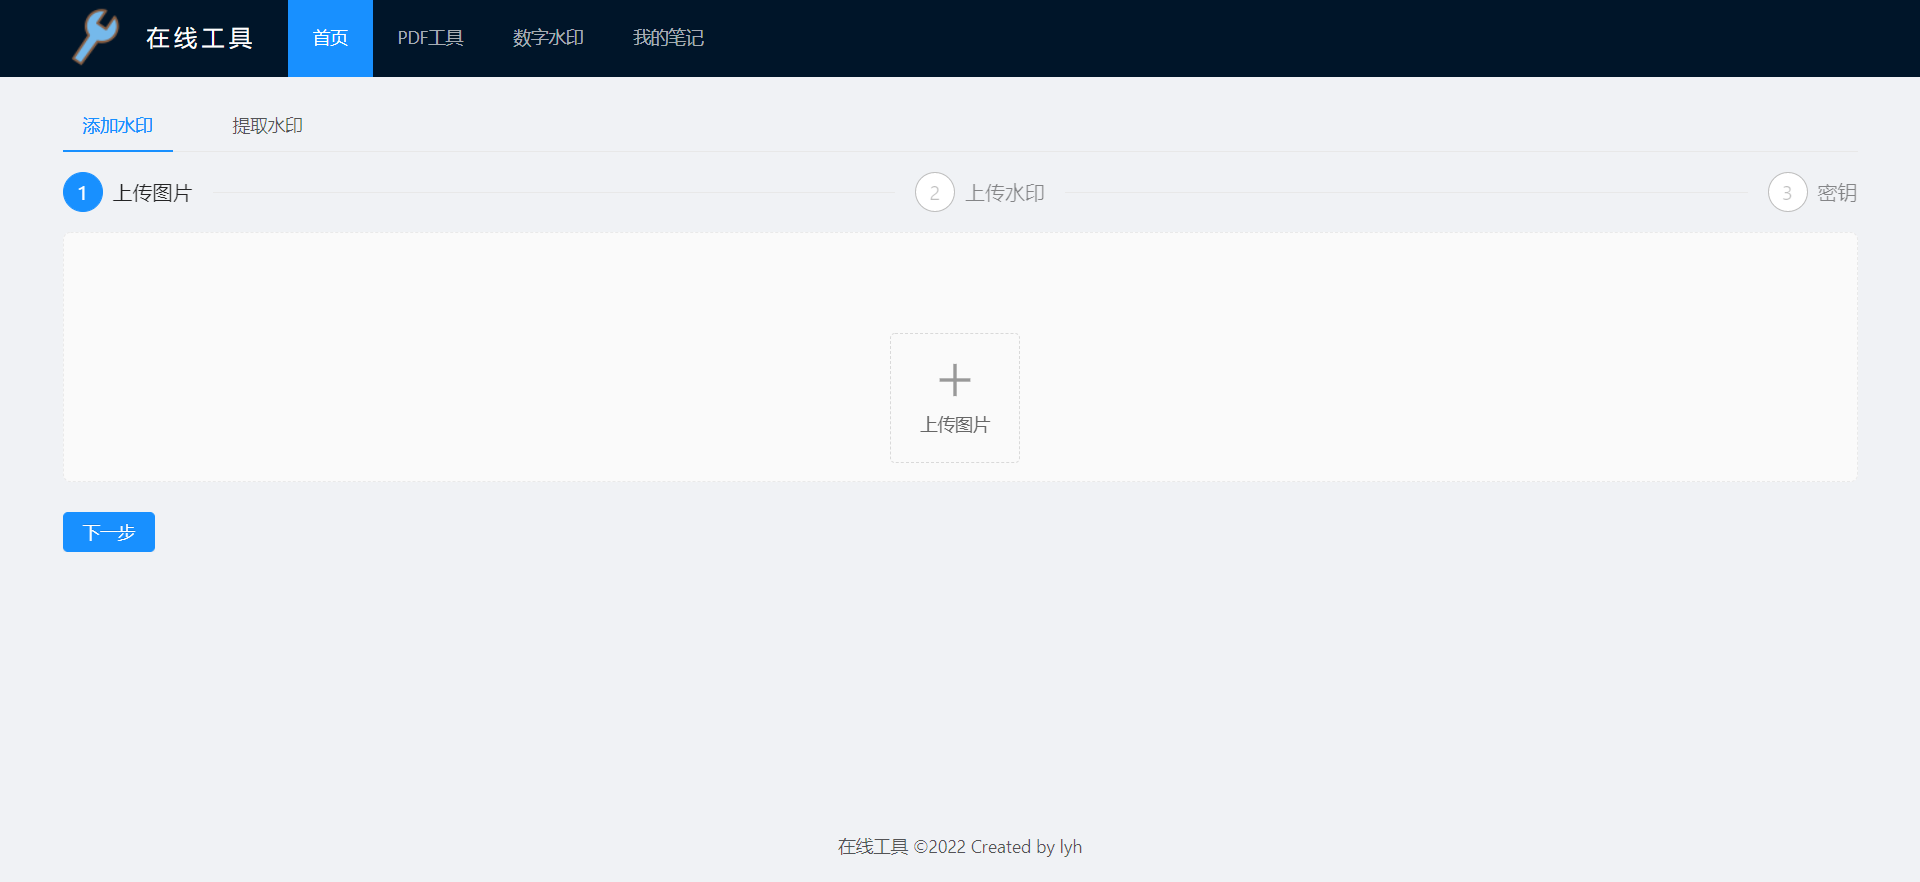 在线工具 首页 PDF工具 数字水印 我的笔记
添加水印 提取水印
1 上传图片 2 上传水印 3 密钥
上传图片
下一步
在线工具 ©2022 Created by lyh